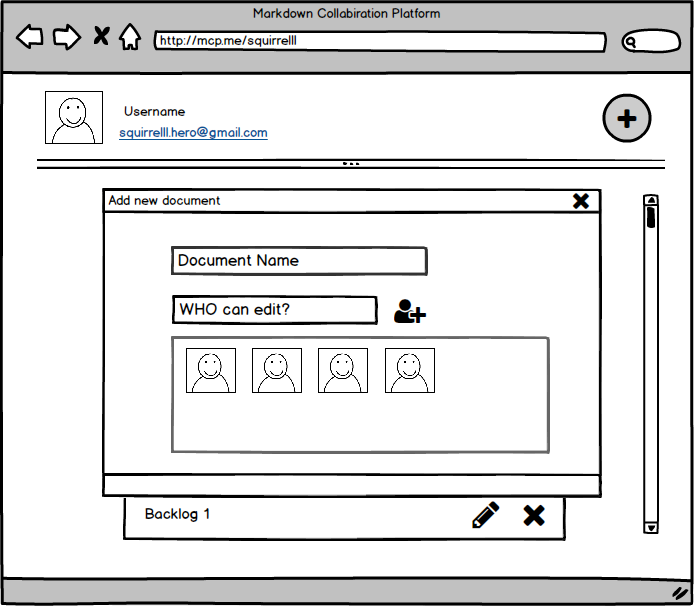 Markdown Collabiration Platform
http://mcp.me/squirrelll
Username
squirrelll.hero@gmail.com
Add new document
Document Name
WHO can edit?
Backlog 1